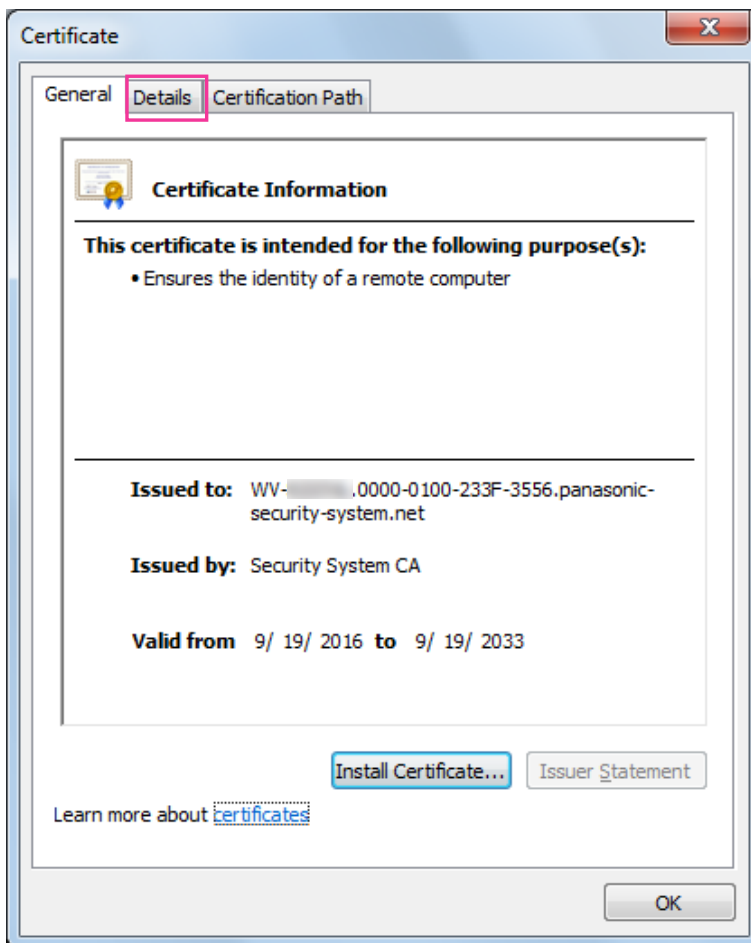 Certificate
General Details Certification Path
Certificate Information
This certificate is intended for the following purpose(s):
• Ensures the identity of a remote computer
Issued to: WV- .0000-0100-233F-3556.panasonic-
security-system.net
Issued by: Security System CA
Valid from 9/ 19/ 2016 to 9/ 19/ 2033
Install Certificate... Issuer Statement
Learn more about certificates
OK